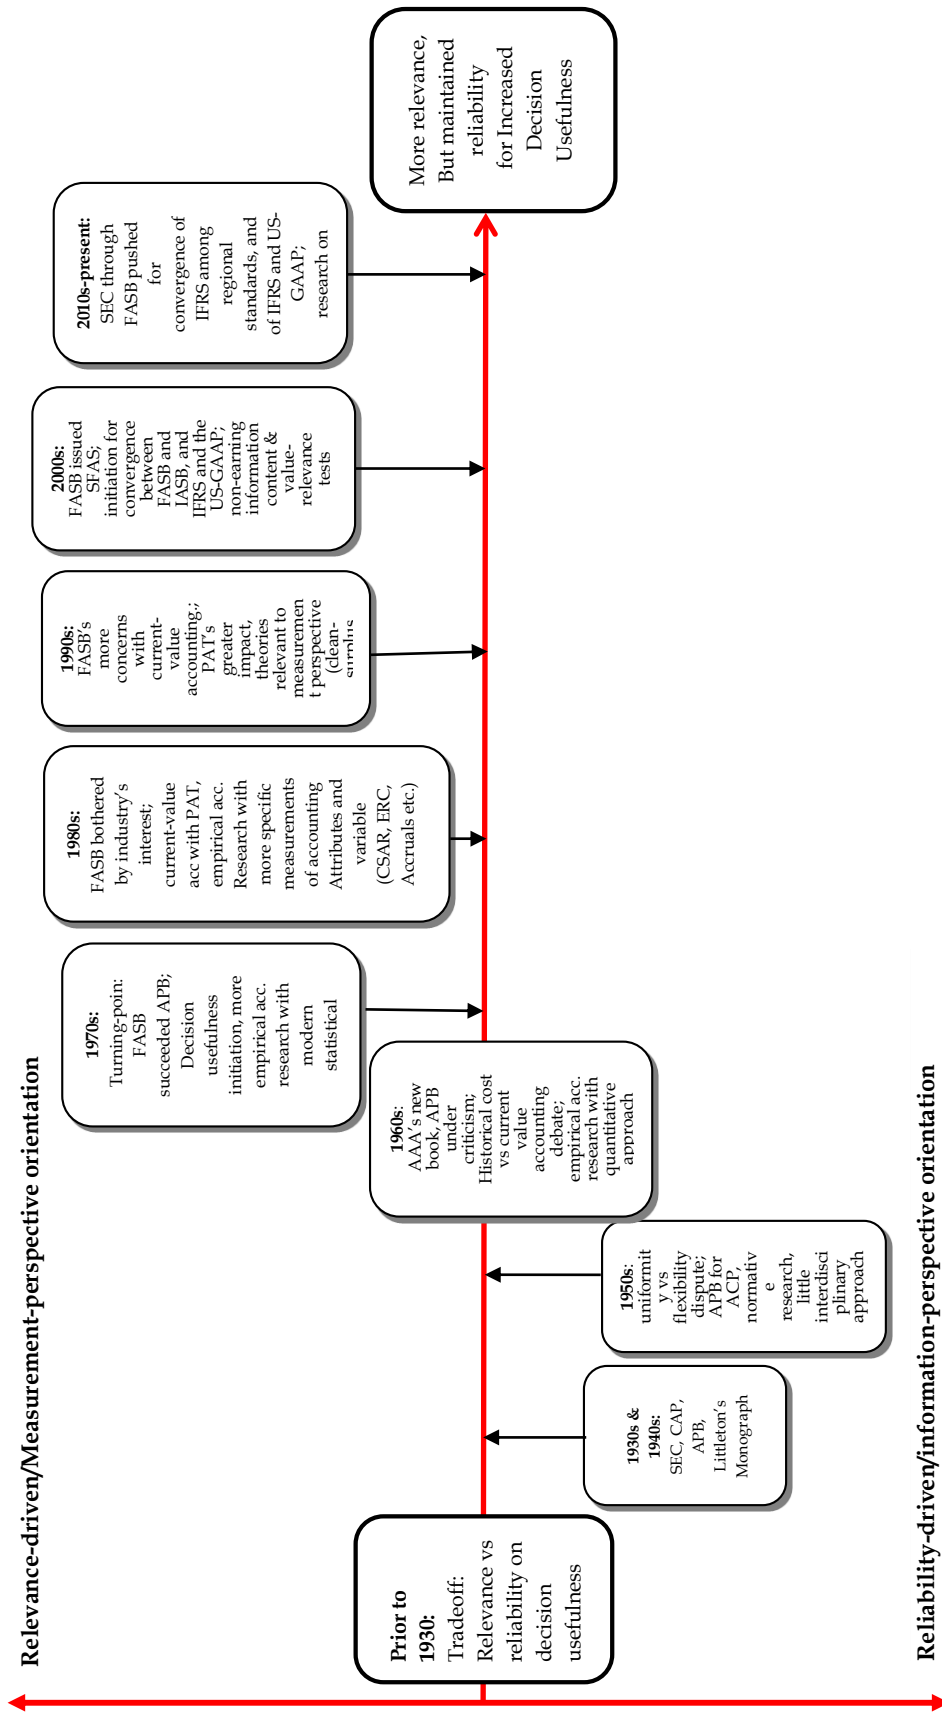 Relevance-driven/Measurement-perspective orientation
Prior to
1930:
Tradeoff:
Relevance vs
reliability on
decision
usefulness
1930s &
1940s:
SEC, CAP,
APB,
Littleton's
Monograph
1950s:
uniformit
y vs
flexibility
dispute;
APB for
ACP,
normativ
e
research,
little
interdisci
plinary
approach
1960s:
AAA's new
book, APB
under
criticism;
Historical cost
vs current
value
accounting
debate;
empirical acc.
research with
quantitative
approach
1970s:
Turning-poin:
FASB
succeeded APB;
Decision
usefulness
initiation, more
empirical acc.
research with
modern
statistical
1980s:
FASB bothered
by industry's
interest;
current-value
acc with PAT,
empirical acc.
Research with
more specific
measurements
of accounting
Attributes and
variable
(CSAR, ERC,
Accruals etc.)
1990s:
FASB's
more
concerns
with
current-
value
accounting.;
PAT's
greater
impact,
theories
relevant to
measuremen
t perspective
(clean-
surplus
2000s:
FASB issued
SFAS;
initiation for
convergence
between
FASB and
IASB, and
IFRS and the
US-GAAP;
non-earning
information
content &
value-
relevance
tests
2010s-present:
SEC through
FASB pushed
for
convergence of
IFRS among
regional
standards, and
of IFRS and US-
GAAP;
research on
More relevance,
But maintained
reliability
for Increased
Decision
Usefulness
Reliability-driven/information-perspective orientation